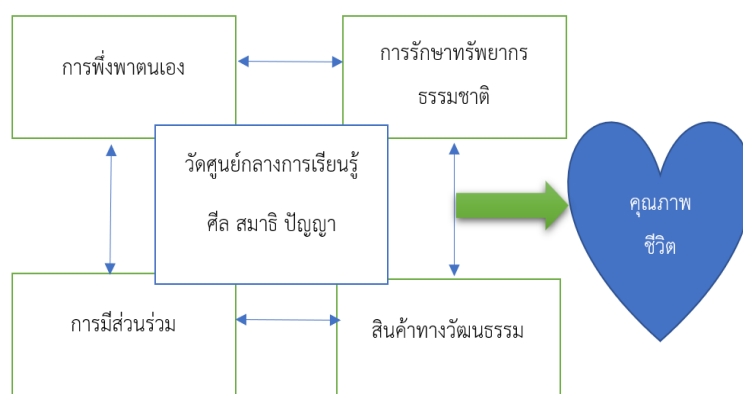 การพึ่งพาตนเอง
การรักษาทรัพยากร
ธรรมชาติ
วัดศูนย์กลางการเรียนรู้
ศีล สมาธิ ปัญญา
คุณภาพ
ชีวิต
การมีส่วนร่วม
สินค้าทางวัฒนธรรม